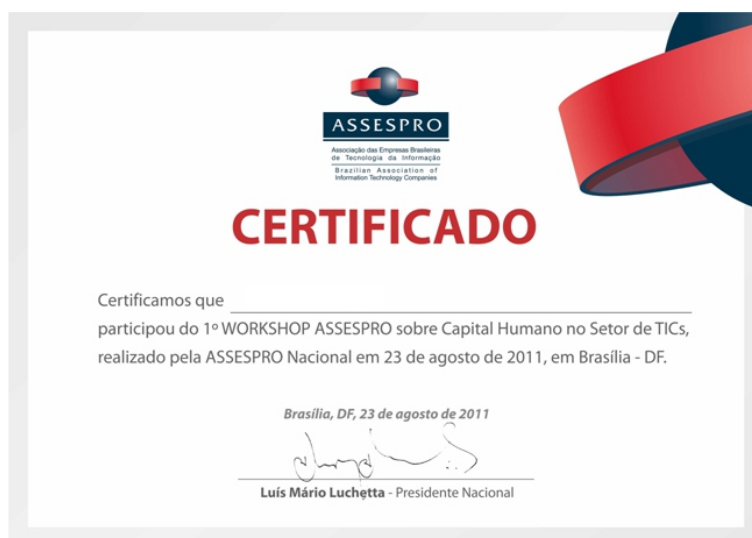 ASSESPRO
Associação das Empresas Brasileiras
de Tecnologia da Informação
Brazilian Association of
Information Technology Companies
CERTIFICADO
Certificamos que
participou do 1º WORKSHOP ASSESPRO sobre Capital Humano no Setor de TICs,
realizado pela ASSESPRO Nacional em 23 de agosto de 2011, em Brasília - DF.
Brasília, DF, 23 de agosto de 2011
Luís Mário Luchetta - Presidente Nacional